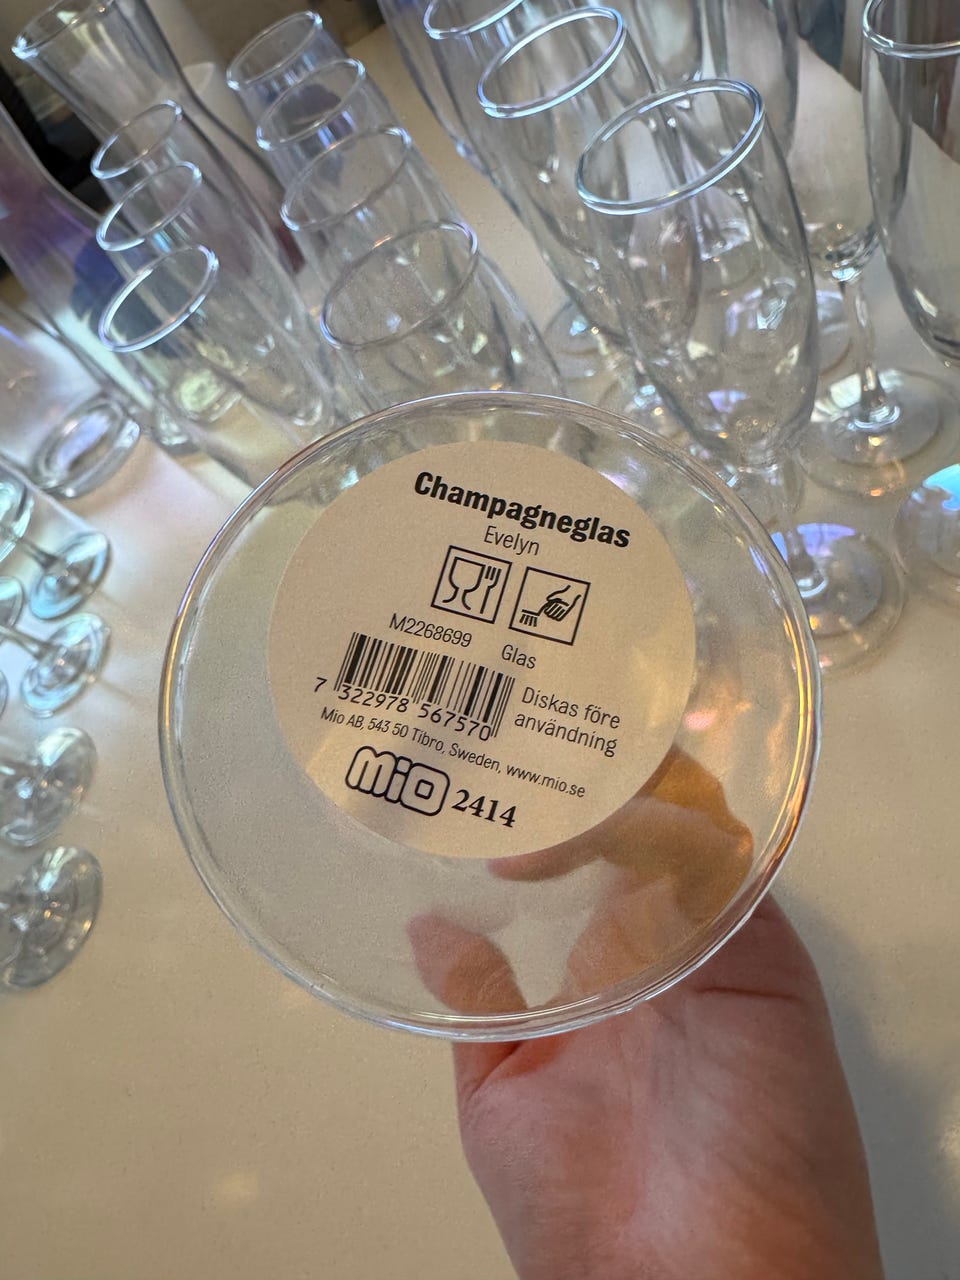 Champagneglas
Evelyn
M2268699
Glas
7 322978 567570
Diskas före
användning
Mio AB, 543 50 Tibro, Sweden, www.mio.se
mio 2414